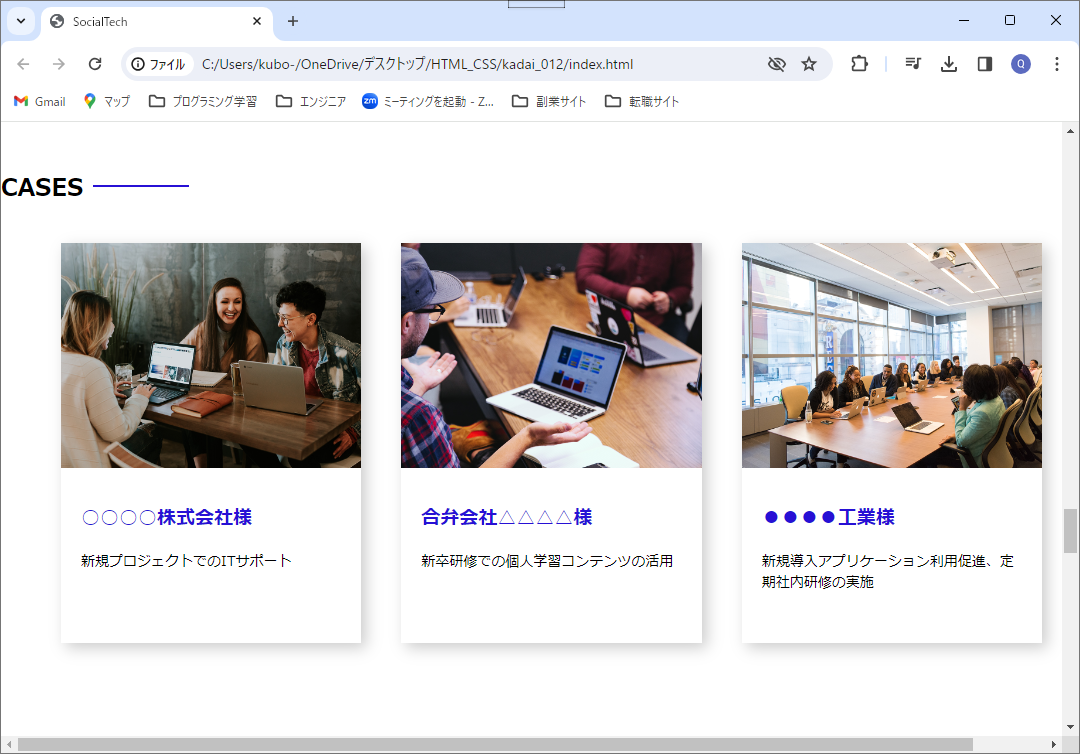 SocialTech
ファイル
C:/Users/kubo-/OneDrive/デスクトップ/HTML_CSS/kadai_012/index.html
Q
Gmail
マップ
プログラミング学習
エンジニア
zm
ミーティングを起動 - Z...
副業サイト
転職サイト
CASES
〇〇〇〇株式会社様
新規プロジェクトでのITサポート
合弁会社△△△△様
新卒研修での個人学習コンテンツの活用
●●●●工業様
新規導入アプリケーション利用促進、定
期社内研修の実施